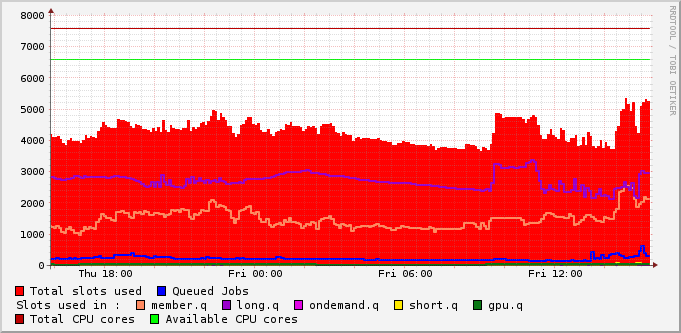 8000
7000
6000
5000
4000
3000
2000
1000
0
Thu 18:00 Fri 00:00 Fri 06:00 Fri 12:00
Total slots used Queued Jobs
Slots used in : member.q long.q ondemand.q short.q gpu.q
Total CPU cores Available CPU cores
RRDTOOL / TOBI OETIKER